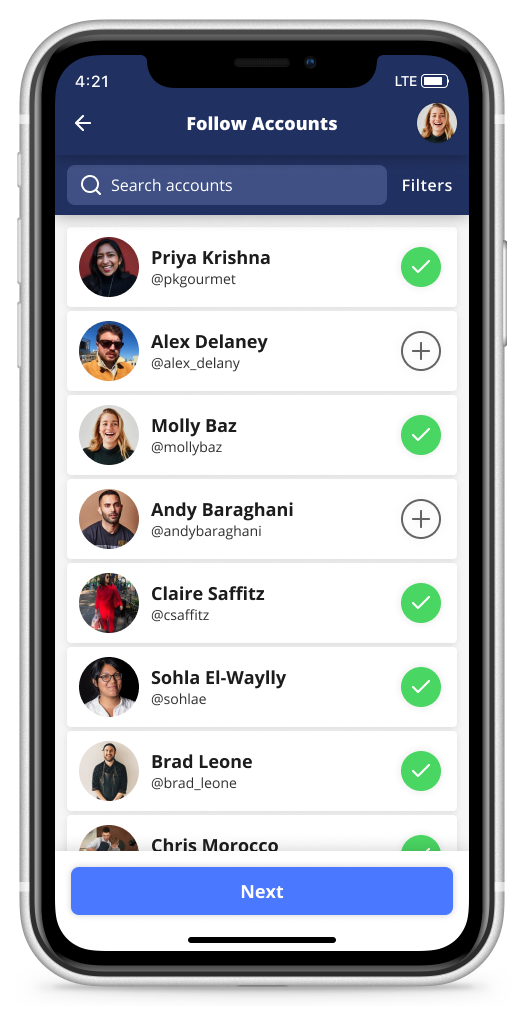 4:21
LTE
Follow Accounts
Search accounts
Filters
Priya Krishna
@pkgourmet
Alex Delaney
@alex_delany
Molly Baz
@mollybaz
Andy Baraghani
@andybaraghani
Claire Saffitz
@csaffitz
Sohla El-Waylly
@sohlae
Brad Leone
@brad_leone
Chris Morocco
Next